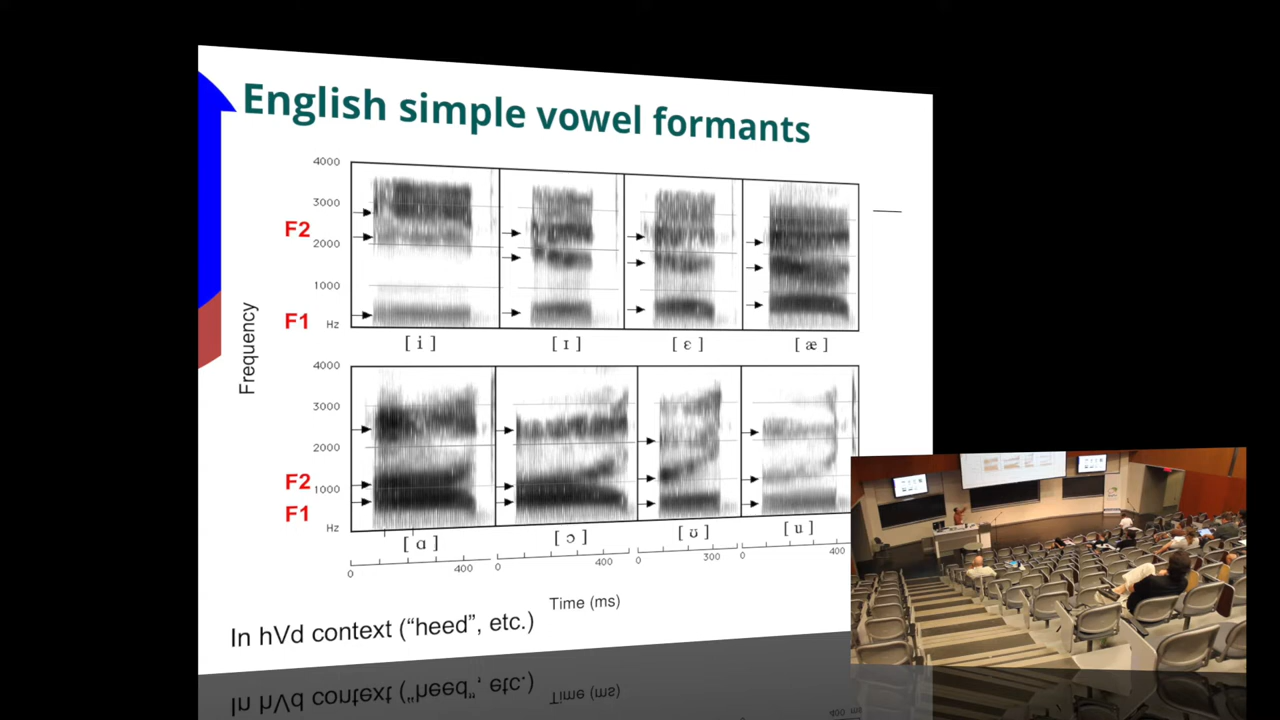 English simple vowel formants
4000
3000
F2
2000
1000
F1
Hz
[ i ]
[ ɪ ]
[ ɛ ]
[ æ ]
Frequency
4000
3000
2000
F2
1000
F1
Hz
[ ɑ ]
[ ɔ ]
[ ʊ ]
[ u ]
0
400
0
400
0
300
0
400
Time (ms)
In hVd context (“heed”, etc.)